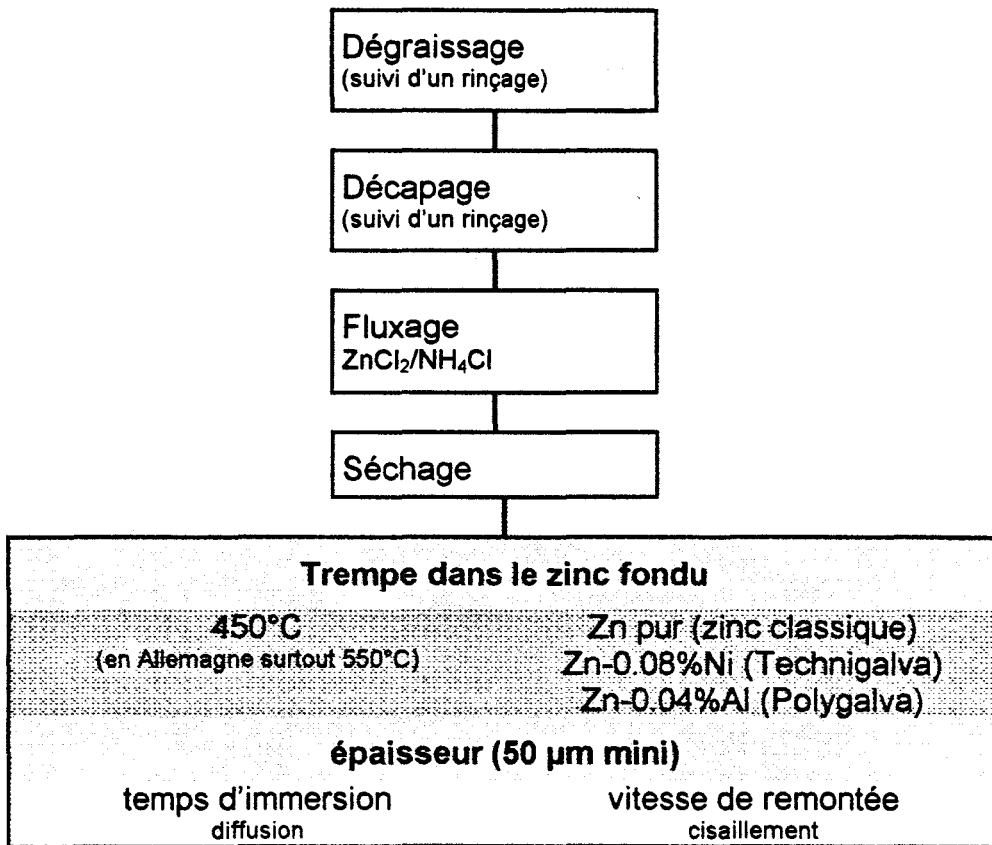 Dégraissage
(suivi d'un rinçage)
Décapage
(suivi d'un rinçage)
Fluxage
ZnCl₂/NH₄Cl
Séchage
Trempe dans le zinc fondu
450°C
(en Allemagne surtout 550°C)
Zn pur (zinc classique)
Zn-0.08%Ni (Technigalva)
Zn-0.04%Al (Polygalva)
épaisseur (50 µm mini)
temps d'immersion
diffusion
vitesse de remontée
cisaillement